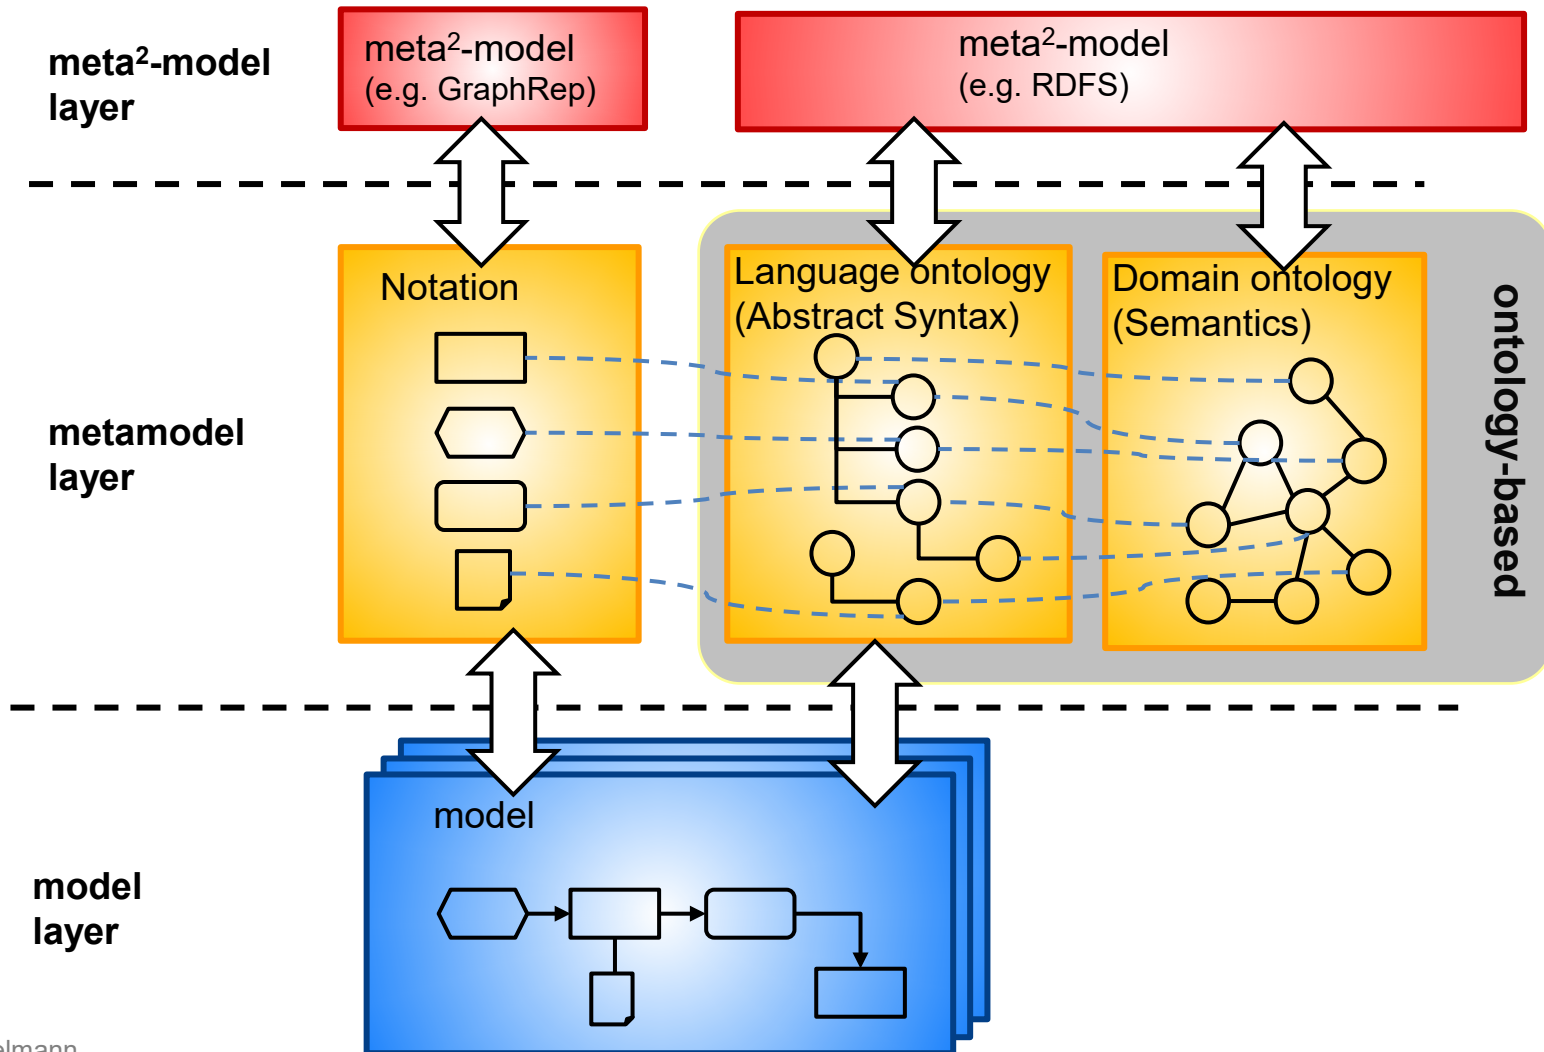 meta²-model
layer
meta²-model
(e.g. GraphRep)
meta²-model
(e.g. RDFS)
metamodel
layer
Notation
Language ontology
(Abstract Syntax)
Domain ontology
(Semantics)
ontology-based
model
layer
model